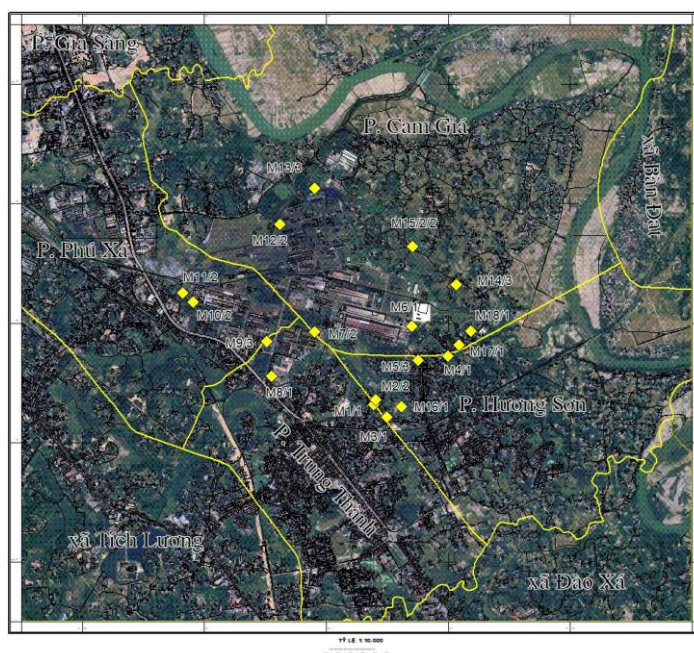 P. Gia Sàng
P. Cam Giá
xã Bàn Đạt
M13/3
M12/2
M15/2/2
P. Phú Xá
M14/3
M11/2
M10/2
M6/1
M18/1
M7/2
M9/3
M17/1
M5/3
M4/1
M8/1
M2/2
M1/1
M16/1
P. Hương Sơn
M3/1
P. Trung Thành
xã Tích Lương
xã Đào Xá
TỶ LỆ 1:10.000